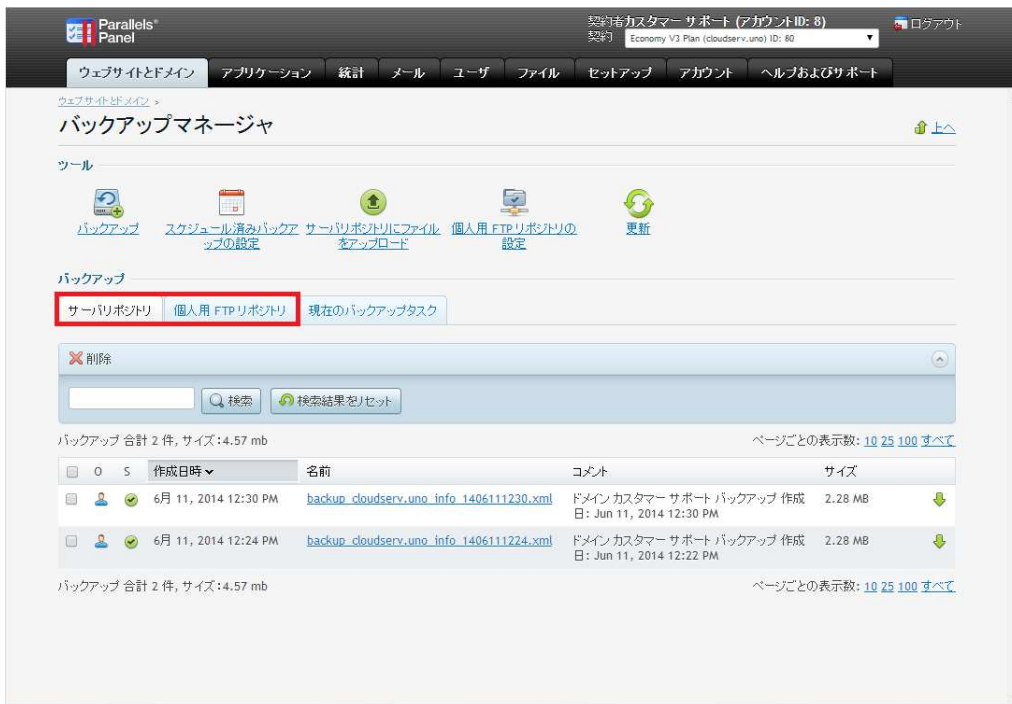 Parallels®
Panel
契約者カスタマー サポート (アカウント ID: 8)
契約 Economy V3 Plan (cloudserv.uno) ID: 80
ログアウト
ウェブサイトとドメイン アプリケーション 統計 メール ユーザ ファイル セットアップ アカウント ヘルプおよびサポート
ウェブサイトとドメイン >
バックアップマネージャ
上へ
ツール
バックアップ
スケジュール済みバックア
ップの設定
サーバリポジトリにファイル
をアップロード
個人用 FTP リポジトリの
設定
更新
バックアップ
サーバリポジトリ 個人用 FTP リポジトリ 現在のバックアップタスク
削除
検索 検索結果をリセット
バックアップ 合計 2 件, サイズ:4.57 mb ページごとの表示数: 10 25 100 すべて
O S 作成日時 名前 コメント サイズ
6月 11, 2014 12:30 PM backup_cloudserv.uno_info_1406111230.xml ドメイン カスタマー サポート バックアップ 作成 2.28 MB
日: Jun 11, 2014 12:30 PM
6月 11, 2014 12:24 PM backup_cloudserv.uno_info_1406111224.xml ドメイン カスタマー サポート バックアップ 作成 2.28 MB
日: Jun 11, 2014 12:22 PM
バックアップ 合計 2 件, サイズ:4.57 mb ページごとの表示数: 10 25 100 すべて